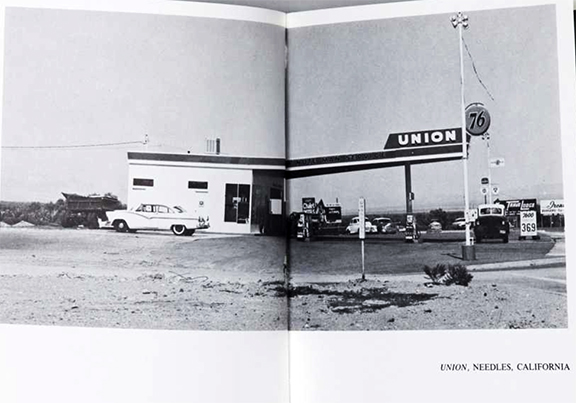 UNION
76
369
UNION, NEEDLES, CALIFORNIA